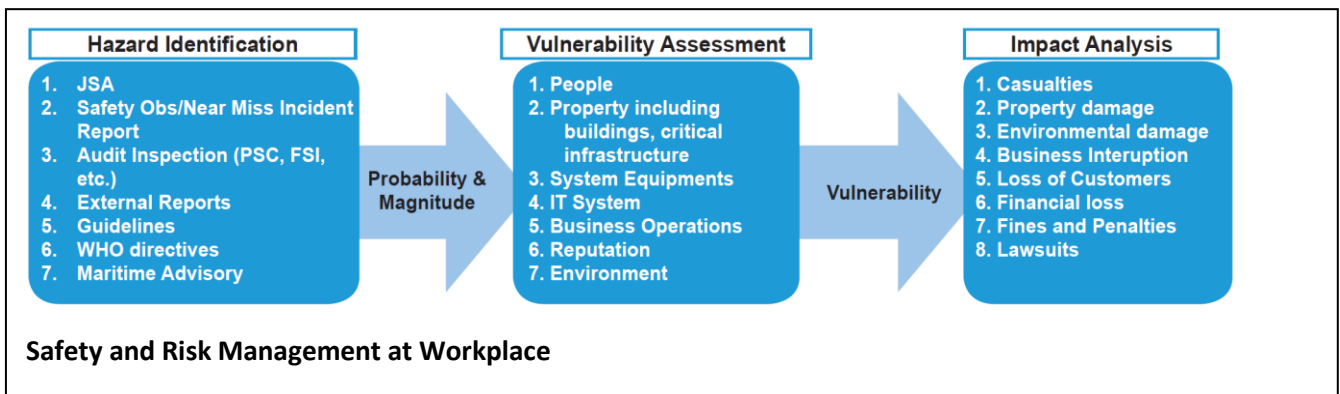 Hazard Identification
1. JSA
2. Safety Obs/Near Miss Incident
Report
3. Audit Inspection (PSC, FSI,
etc.)
4. External Reports
5. Guidelines
6. WHO directives
7. Maritime Advisory
Probability &
Magnitude
Vulnerability Assessment
1. People
2. Property including
buildings, critical
infrastructure
3. System Equipments
4. IT System
5. Business Operations
6. Reputation
7. Environment
Vulnerability
Impact Analysis
1. Casualties
2. Property damage
3. Environmental damage
4. Business Interuption
5. Loss of Customers
6. Financial loss
7. Fines and Penalties
8. Lawsuits
Safety and Risk Management at Workplace